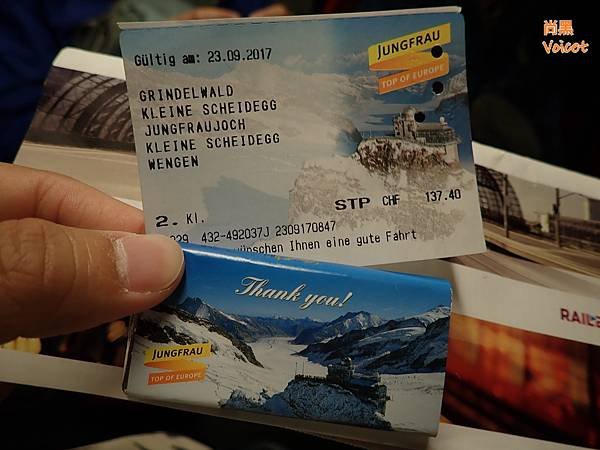 尚黑
Voicot
Gültig am: 23.09.2017
JUNGFRAU
TOP OF EUROPE
GRINDELWALD
KLEINE SCHEIDEGG
JUNGFRAUJOCH
KLEINE SCHEIDEGG
WENGEN
STP CHF 137.40
2. Kl.
029 432-492037J 2309170847
wünschen Ihnen eine gute Fahrt
Thank you!
JUNGFRAU
TOP OF EUROPE